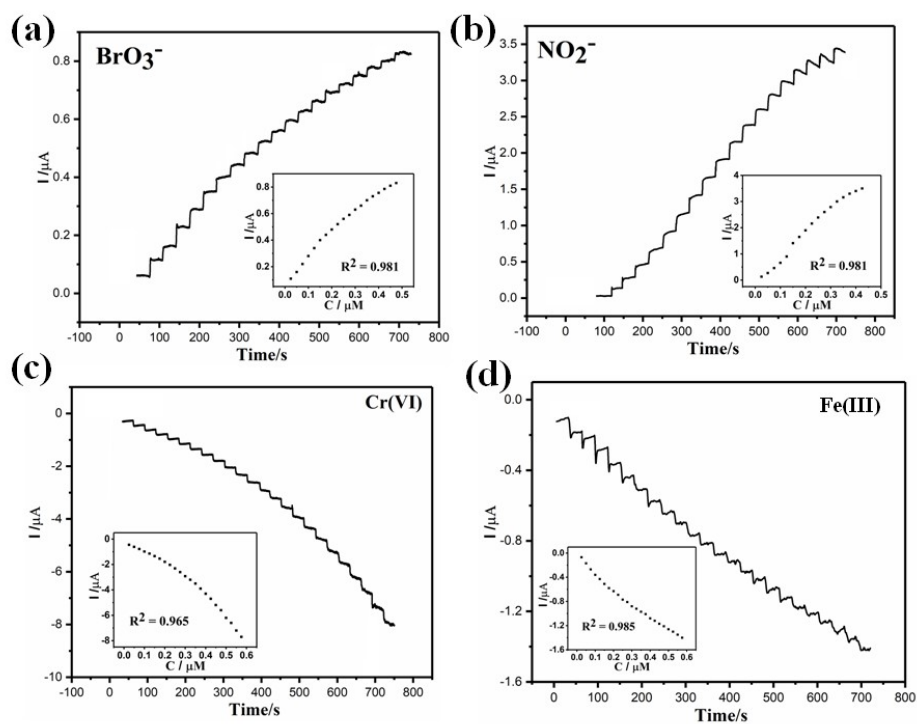 (a)
BrO₃⁻
I /μA
0.8
0.6
0.4
0.2
0.0
-100 0 100 200 300 400 500 600 700 800
Time/s
I /μA
0.8
0.6
0.4
0.2
R² = 0.981
0.0 0.1 0.2 0.3 0.4 0.5
C / μM
(b)
NO₂⁻
I /μA
3.5
3.0
2.5
2.0
1.5
1.0
0.5
0.0
-100 0 100 200 300 400 500 600 700 800
Time/s
I /μA
4
3
2
1
0
R² = 0.981
0.0 0.1 0.2 0.3 0.4 0.5
C / μM
(c)
Cr(VI)
I /μA
0
-2
-4
-6
-8
-10
-100 0 100 200 300 400 500 600 700 800
Time/s
I /μA
0
-2
-4
-6
-8
R² = 0.965
0.0 0.1 0.2 0.3 0.4 0.5 0.6
C / μM
(d)
Fe(III)
I /μA
0.0
-0.4
-0.8
-1.2
-1.6
0 100 200 300 400 500 600 700 800
Time/s
I /μA
0.0
-0.4
-0.8
-1.2
-1.6
R² = 0.985
0.0 0.1 0.2 0.3 0.4 0.5 0.6
C / μM